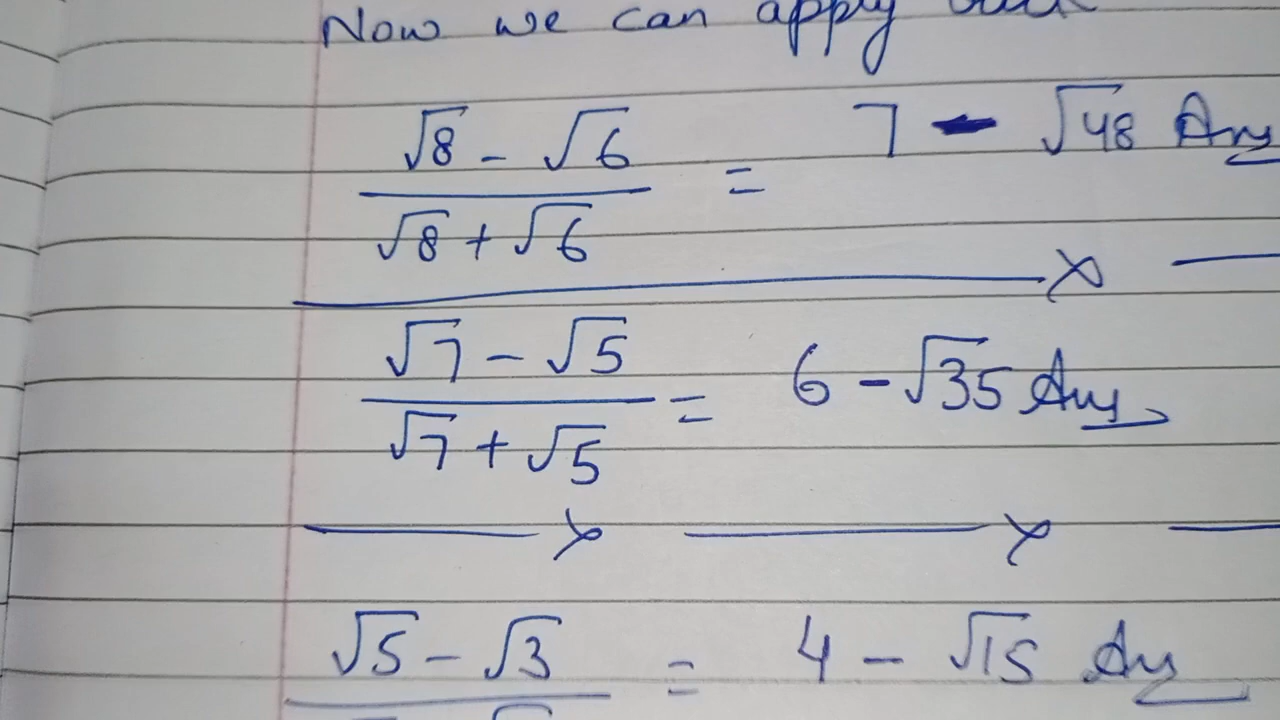 Now we can apply
√8 - √6 / √8 + √6 = 7 - √48 Ans
√7 - √5 / √7 + √5 = 6 - √35 Ans
√5 - √3 = 4 - √15 Ans